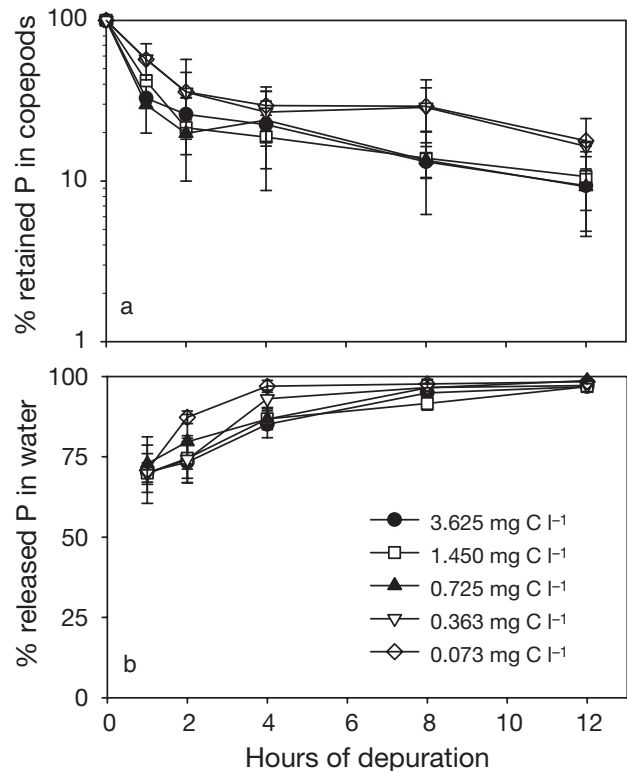 100
10
1
% retained P in copepods
a
100
75
50
25
0
% released P in water
b
3.625 mg C l⁻¹
1.450 mg C l⁻¹
0.725 mg C l⁻¹
0.363 mg C l⁻¹
0.073 mg C l⁻¹
0 2 4 6 8 10 12
Hours of depuration